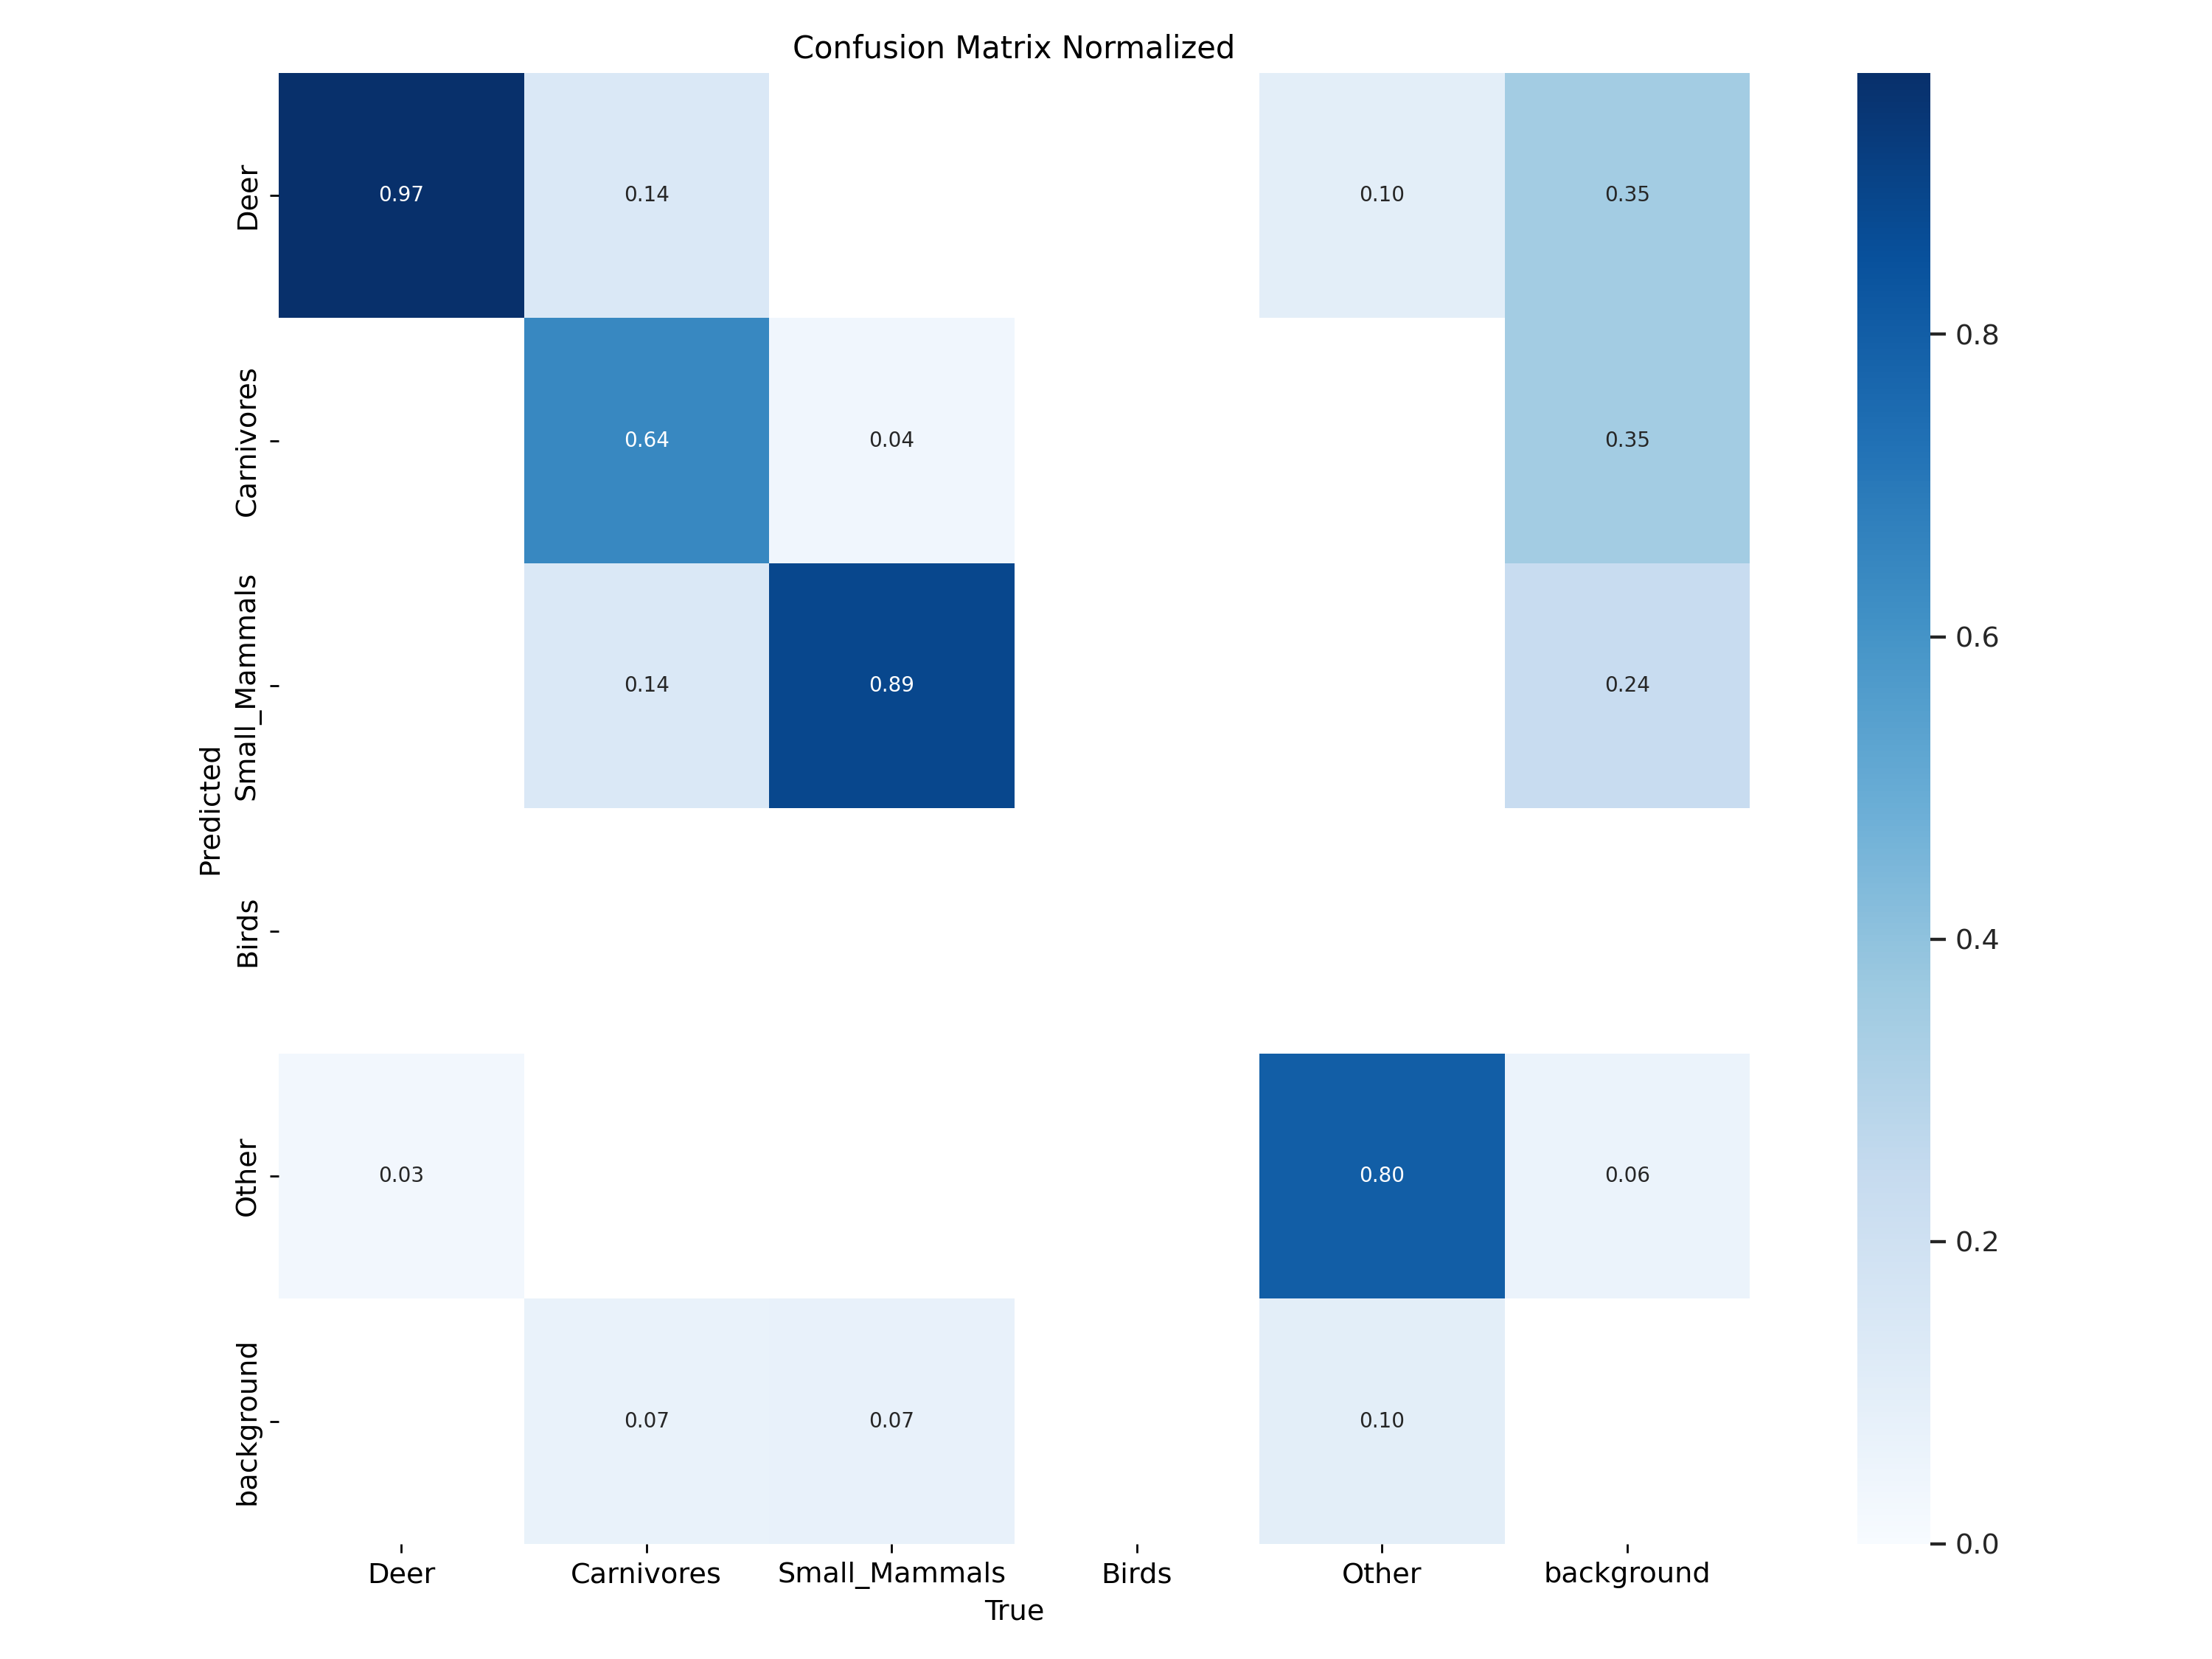 Confusion Matrix Normalized
Deer
0.97
0.14
0.10
0.35
Carnivores
0.64
0.04
0.35
Small_Mammals
0.14
0.89
0.24
Predicted
Birds
Other
0.03
0.80
0.06
background
0.07
0.07
0.10
Deer
Carnivores
Small_Mammals
Birds
Other
background
True
0.8
0.6
0.4
0.2
0.0